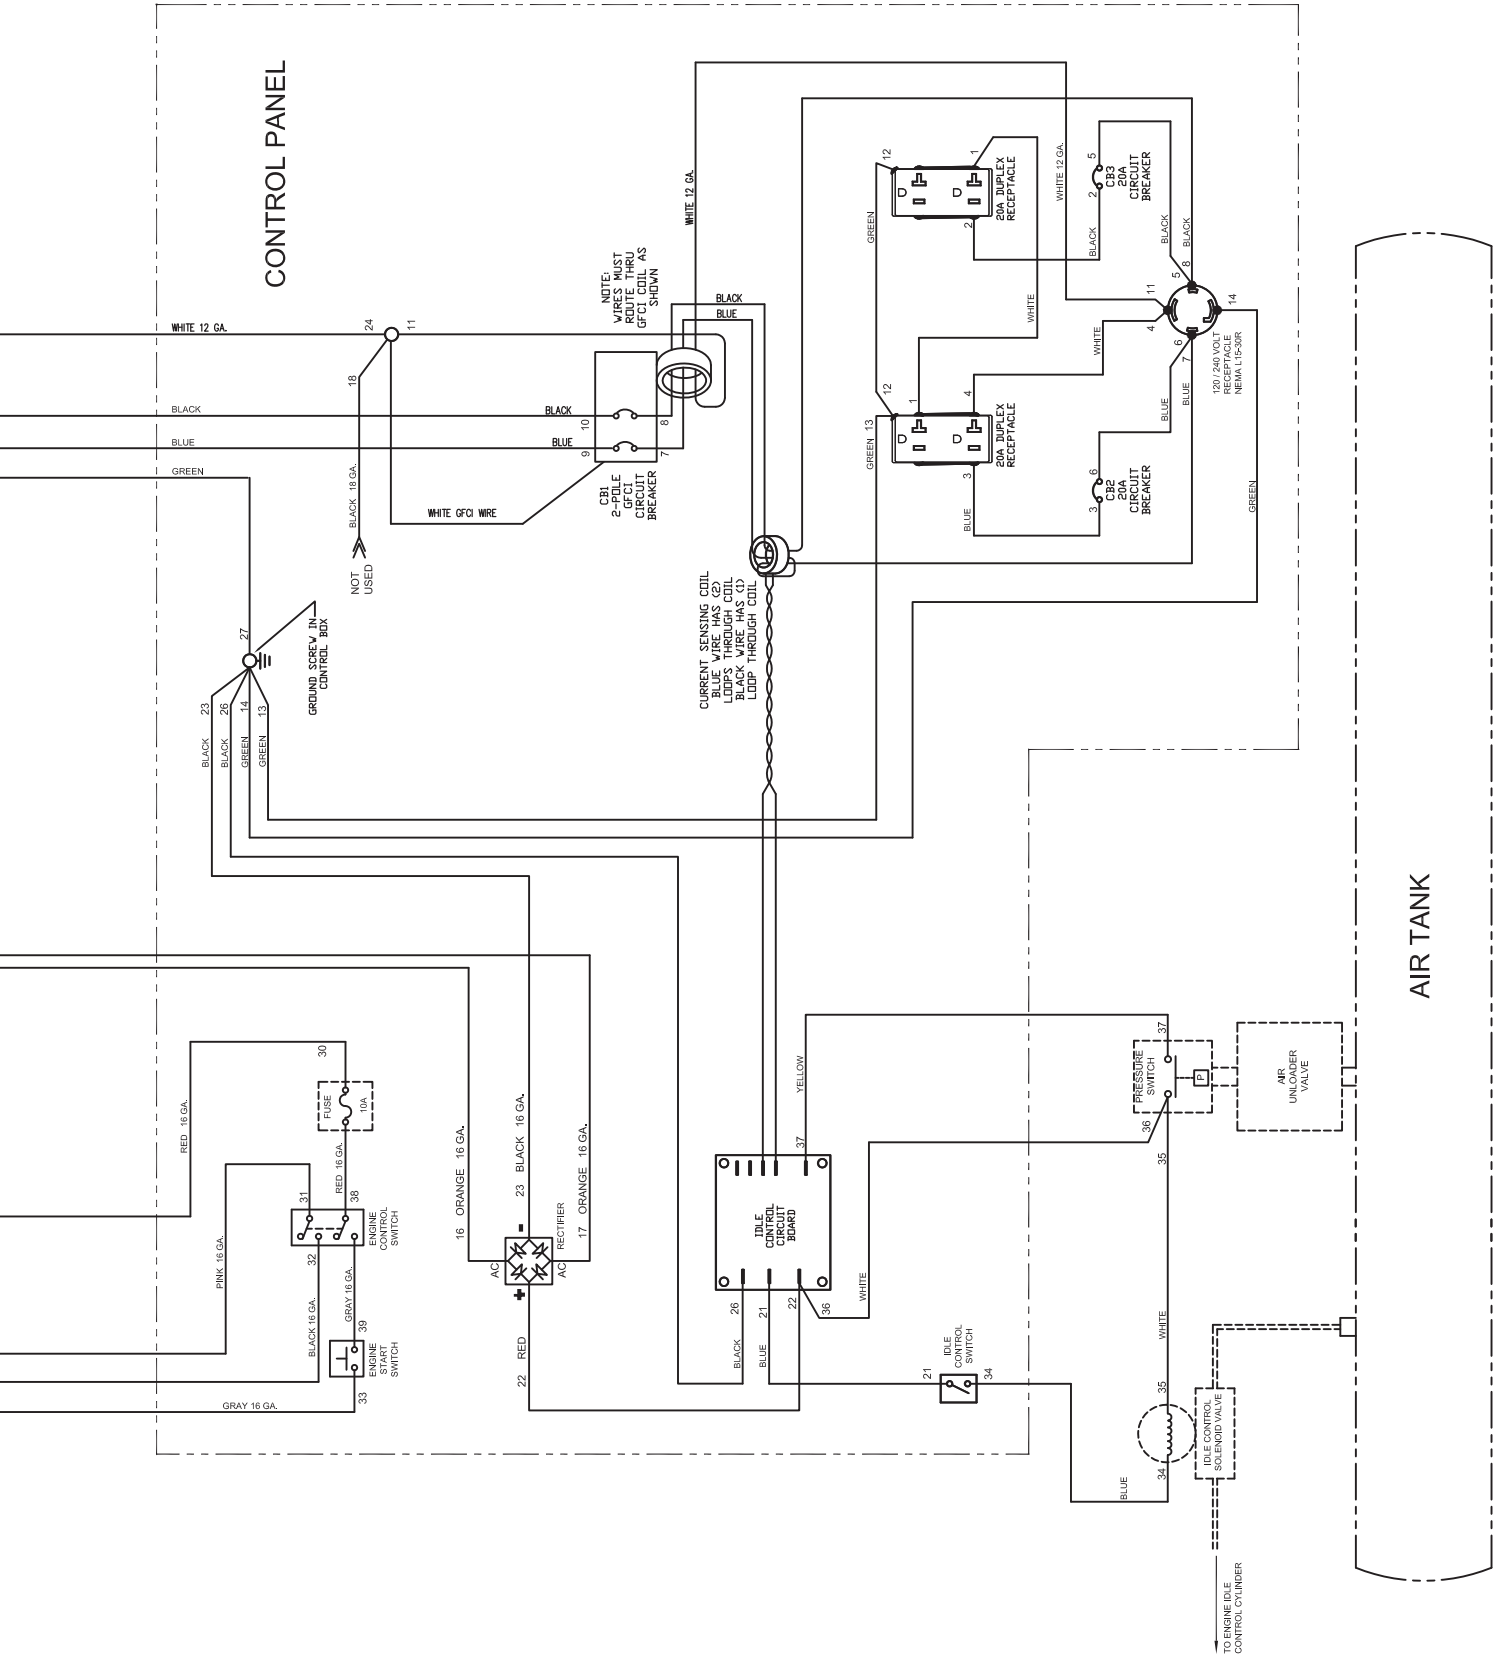 CONTROL PANEL
WHITE 12 GA.
24
11
18
BLACK
BLUE
GREEN
BLACK 18 GA.
NOT
USED
WHITE GFCI WIRE
BLACK
BLUE
10
9
8
7
CB1
2-POLE
GFCI
CIRCUIT
BREAKER
NOTE:
WIRES MUST
ROUTE THRU
GFCI COIL AS
SHOWN
WHITE 12 GA.
BLACK
BLUE
27
GROUND SCREW IN
CONTROL BOX
23
26
14
13
BLACK
BLACK
GREEN
GREEN
CURRENT SENSING COIL
BLUE WIRE HAS (2)
LOOPS THROUGH COIL
BLACK WIRE HAS (1)
LOOP THROUGH COIL
12
1
2
GREEN
20A DUPLEX
RECEPTACLE
WHITE
WHITE 12 GA.
5
2
CB3
20A
CIRCUIT
BREAKER
BLACK
BLACK
BLACK
8
5
11
4
14
6
7
120 / 240 VOLT
RECEPTACLE
NEMA L15-30R
WHITE
BLUE
BLUE
12
13
GREEN
1
4
3
20A DUPLEX
RECEPTACLE
BLUE
6
3
CB2
20A
CIRCUIT
BREAKER
GREEN
RED 16 GA.
30
FUSE
10A
RED 16 GA.
PINK 16 GA.
31
38
32
ENGINE
CONTROL
SWITCH
BLACK 16 GA.
GRAY 16 GA.
39
33
ENGINE
START
SWITCH
GRAY 16 GA.
16 ORANGE 16 GA.
23 BLACK 16 GA.
17 ORANGE 16 GA.
AC
AC
-
+
RECTIFIER
22 RED
IDLE
CONTROL
CIRCUIT
BOARD
37
26
21
22
36
BLACK
BLUE
WHITE
YELLOW
21
34
IDLE
CONTROL
SWITCH
37
PRESSURE
SWITCH
P
36
35
AIR
UNLOADER
VALVE
WHITE
35
34
IDLE CONTROL
SOLENOID VALVE
BLUE
TO ENGINE IDLE
CONTROL CYLINDER
AIR TANK